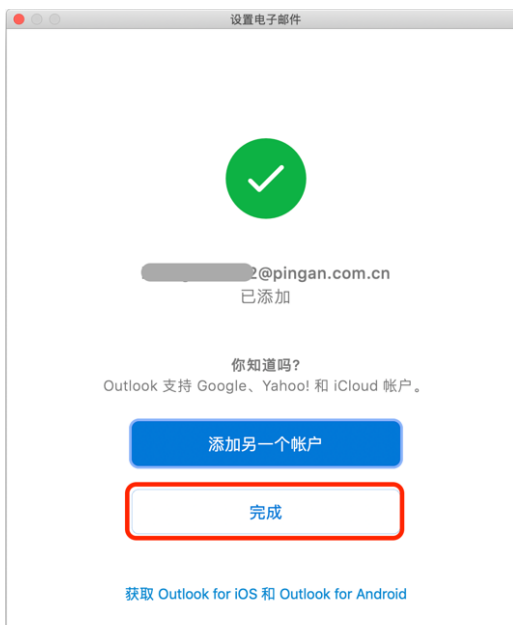 设置电子邮件
2@pingan.com.cn
已添加
你知道吗?
Outlook 支持 Google、Yahoo! 和 iCloud 帐户。
添加另一个帐户
完成
获取 Outlook for iOS 和 Outlook for Android